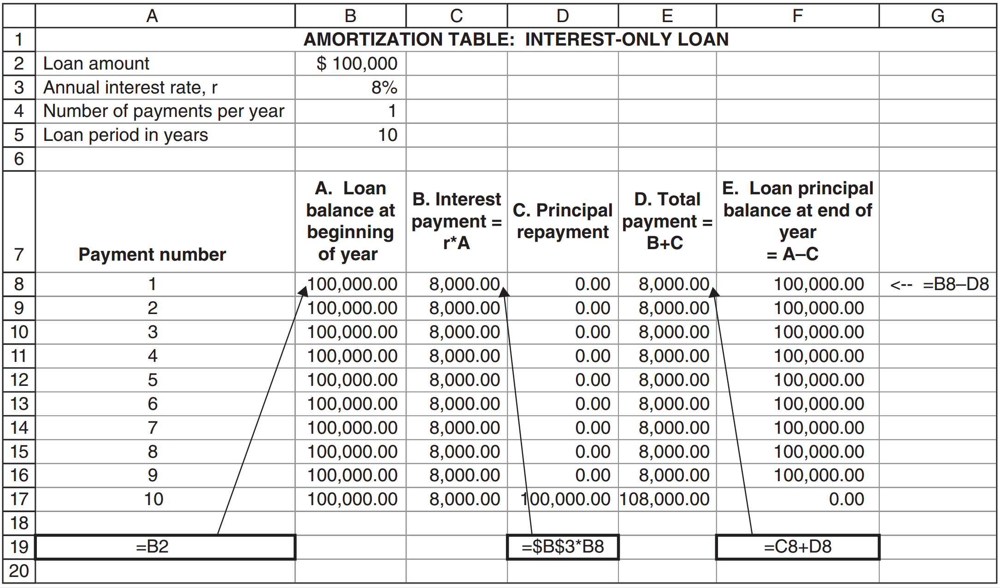 A B C D E F G
1 AMORTIZATION TABLE: INTEREST-ONLY LOAN
2 Loan amount $ 100,000
3 Annual interest rate, r 8%
4 Number of payments per year 1
5 Loan period in years 10
6
7 Payment number A. Loan balance at beginning of year B. Interest payment = r*A C. Principal repayment D. Total payment = B+C E. Loan principal balance at end of year = A–C
8 1 100,000.00 8,000.00 0.00 8,000.00 100,000.00 <-- =B8–D8
9 2 100,000.00 8,000.00 0.00 8,000.00 100,000.00
10 3 100,000.00 8,000.00 0.00 8,000.00 100,000.00
11 4 100,000.00 8,000.00 0.00 8,000.00 100,000.00
12 5 100,000.00 8,000.00 0.00 8,000.00 100,000.00
13 6 100,000.00 8,000.00 0.00 8,000.00 100,000.00
14 7 100,000.00 8,000.00 0.00 8,000.00 100,000.00
15 8 100,000.00 8,000.00 0.00 8,000.00 100,000.00
16 9 100,000.00 8,000.00 0.00 8,000.00 100,000.00
17 10 100,000.00 8,000.00 100,000.00 108,000.00 0.00
18
19 =B2 =$B$3*B8 =C8+D8
20